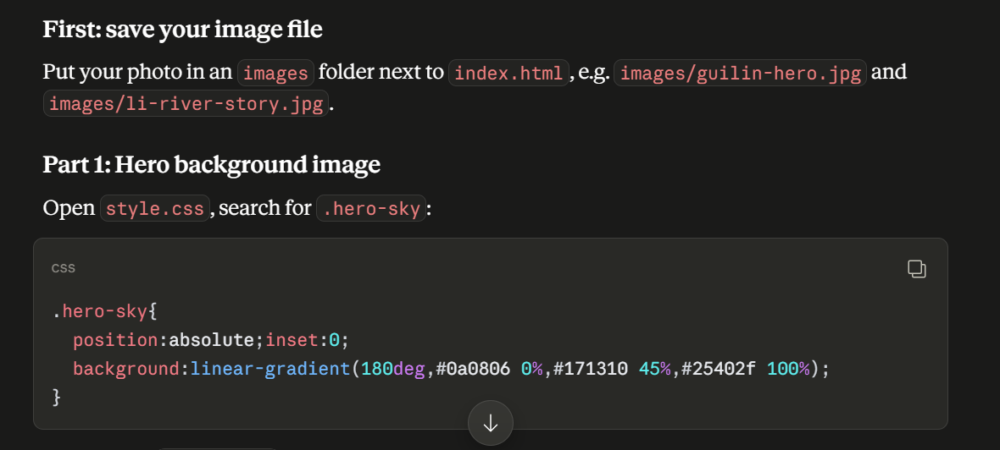 First: save your image file
Put your photo in an images folder next to index.html, e.g. images/guilin-hero.jpg and
images/li-river-story.jpg.
Part 1: Hero background image
Open style.css, search for .hero-sky:
css
.hero-sky{
  position:absolute;inset:0;
  background:linear-gradient(180deg,#0a0806 0%,#171310 45%,#25402f 100%);
}